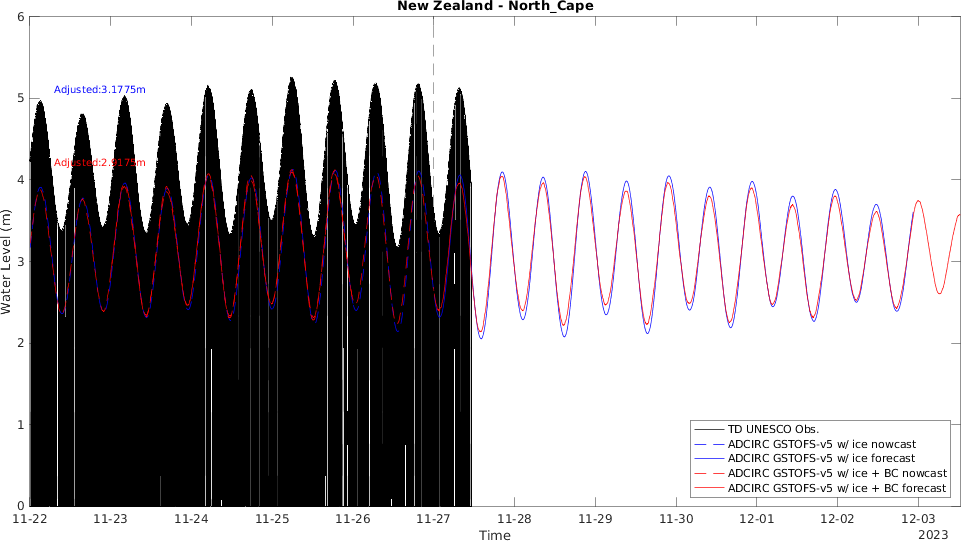 New Zealand - North_Cape
6
5
4
3
2
1
0
Water Level (m)
Adjusted:3.1775m
Adjusted:2.9175m
TD UNESCO Obs.
ADCIRC GSTOFS-v5 w/ ice nowcast
ADCIRC GSTOFS-v5 w/ ice forecast
ADCIRC GSTOFS-v5 w/ ice + BC nowcast
ADCIRC GSTOFS-v5 w/ ice + BC forecast
11-22 11-23 11-24 11-25 11-26 11-27 11-28 11-29 11-30 12-01 12-02 12-03
Time
2023